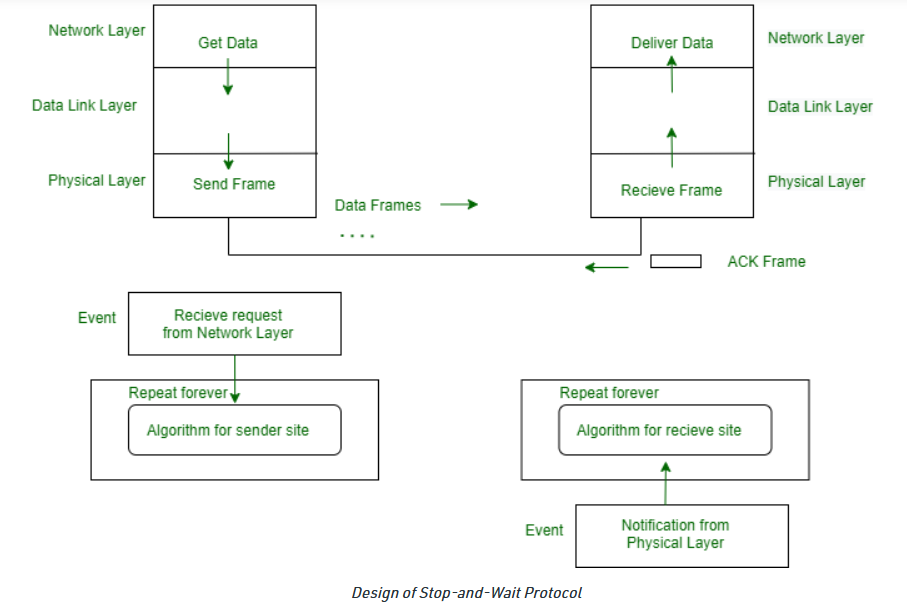 Network Layer
Get Data
Deliver Data
Network Layer
Data Link Layer
Data Link Layer
Physical Layer
Send Frame
Recieve Frame
Physical Layer
Data Frames
....
ACK Frame
Event
Recieve request
from Network Layer
Repeat forever
Algorithm for sender site
Repeat forever
Algorithm for recieve site
Event
Notification from
Physical Layer
Design of Stop-and-Wait Protocol